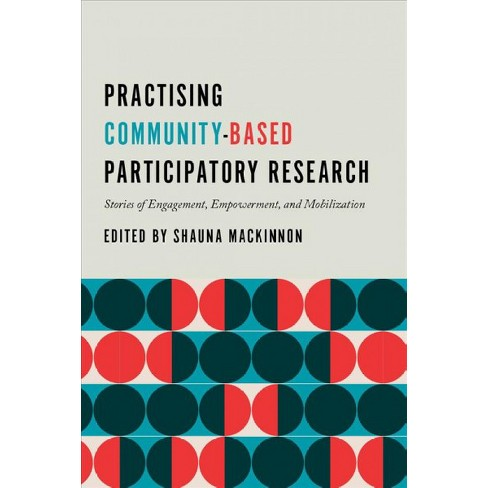 PRACTISING
COMMUNITY-BASED
PARTICIPATORY RESEARCH
Stories of Engagement, Empowerment, and Mobilization
EDITED BY SHAUNA MACKINNON